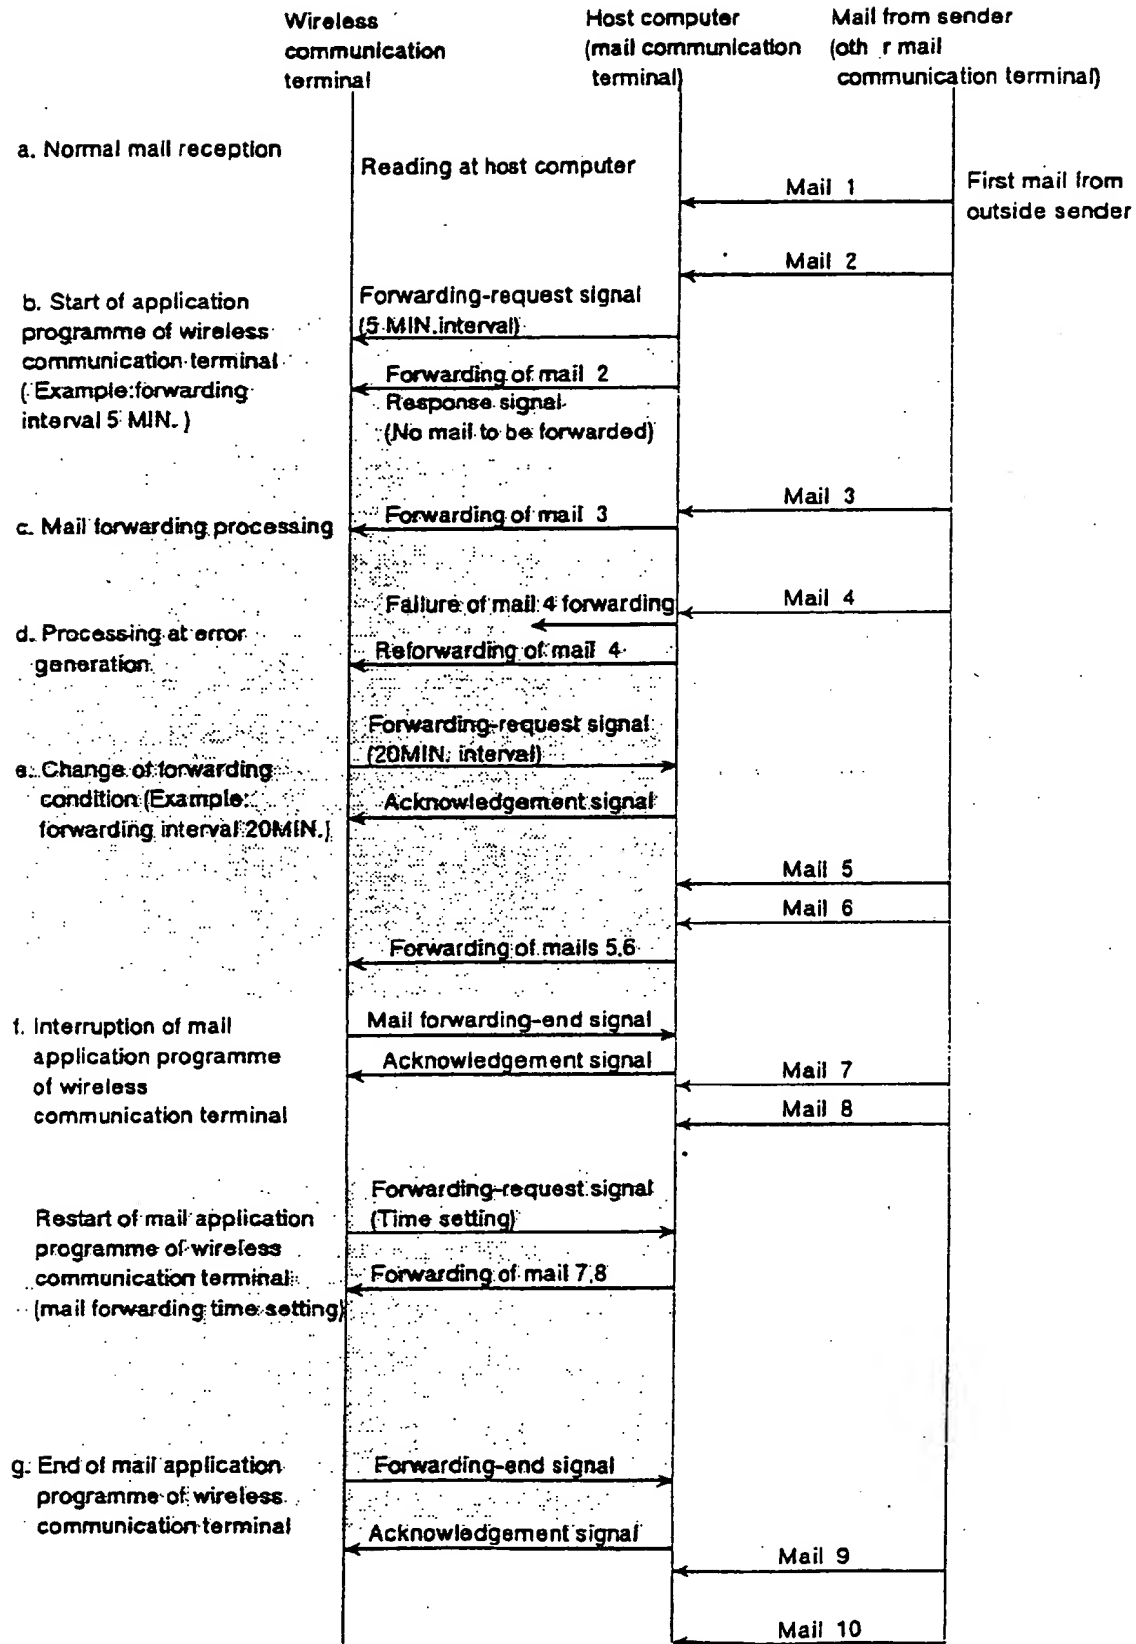 Wireless
communication
terminal
Host computer
(mail communication
terminal)
Mail from sender
(oth r mail
communication terminal)
a. Normal mail reception
Reading at host computer
Mail 1
First mail from
outside sender
Mail 2
b. Start of application
programme of wireless
communication terminal
(Example:forwarding
interval 5 MIN.)
Forwarding-request signal
(5 MIN.interval)
Forwarding of mail 2
Response signal
(No mail to be forwarded)
Mail 3
c. Mail forwarding processing
Forwarding of mail 3
Mail 4
Failure of mail 4 forwarding
d. Processing at error
generation
Reforwarding of mail 4
Forwarding-request signal
(20MIN. interval)
e. Change of forwarding
condition (Example:
forwarding interval 20MIN.)
Acknowledgement signal
Mail 5
Mail 6
Forwarding of mails 5,6
f. Interruption of mail
application programme
of wireless
communication terminal
Mail forwarding-end signal
Acknowledgement signal
Mail 7
Mail 8
Forwarding-request signal
(Time setting)
Restart of mail application
programme of wireless
communication terminal
(mail forwarding time setting)
Forwarding of mail 7,8
g. End of mail application
programme of wireless
communication terminal
Forwarding-end signal
Acknowledgement signal
Mail 9
Mail 10